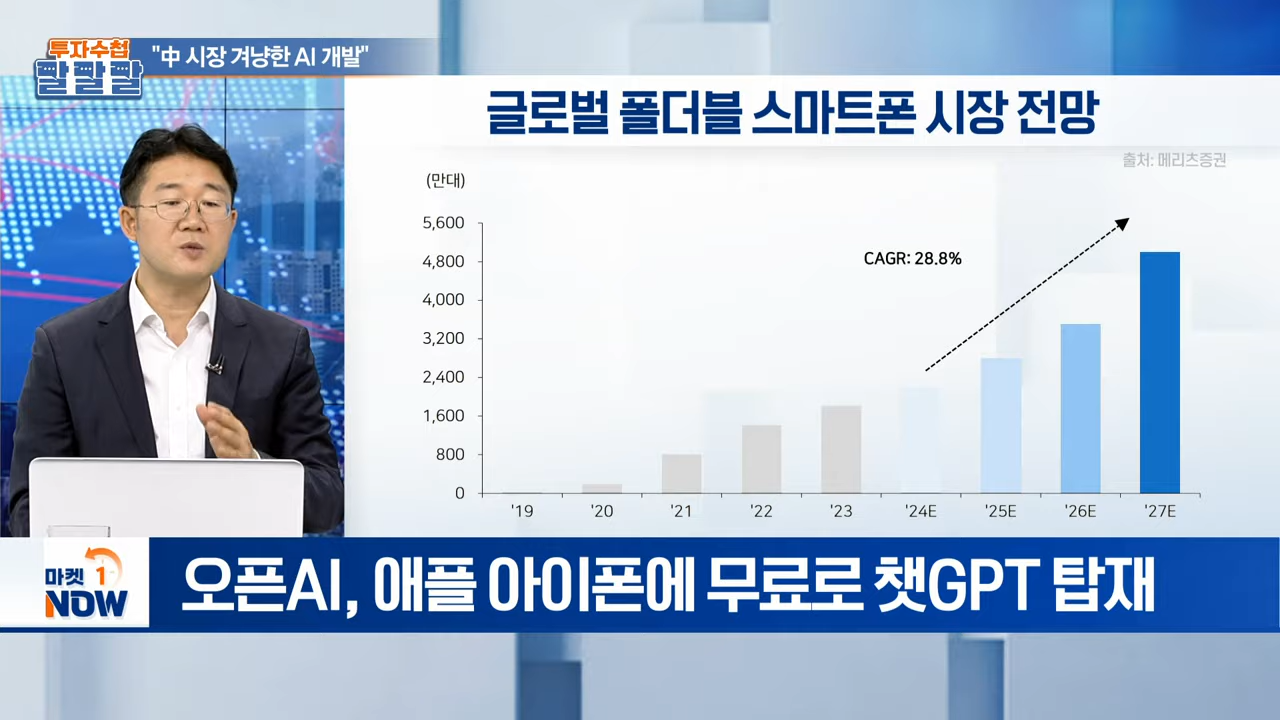 투자수첩
팔팔팔
"中 시장 겨냥한 AI 개발"
글로벌 폴더블 스마트폰 시장 전망
출처: 메리츠증권
(만대)
5,600
4,800
4,000
3,200
2,400
1,600
800
0
CAGR: 28.8%
'19 '20 '21 '22 '23 '24E '25E '26E '27E
마켓 1
NOW
오픈AI, 애플 아이폰에 무료로 챗GPT 탑재